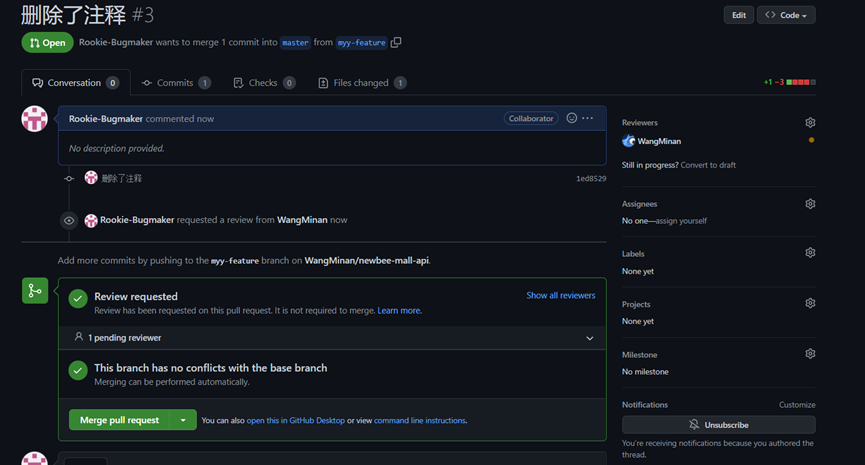 删除了注释 #3
Edit
<> Code
Open
Rookie-Bugmaker wants to merge 1 commit into master from myy-feature
Conversation 0
Commits 1
Checks 0
Files changed 1
+1 −3
Rookie-Bugmaker commented now
Collaborator
No description provided.
删除了注释
1ed8529
Rookie-Bugmaker requested a review from WangMinan now
Add more commits by pushing to the myy-feature branch on WangMinan/newbee-mall-api.
Review requested
Show all reviewers
Review has been requested on this pull request. It is not required to merge. Learn more.
1 pending reviewer
This branch has no conflicts with the base branch
Merging can be performed automatically.
Merge pull request
You can also open this in GitHub Desktop or view command line instructions.
Reviewers
WangMinan
Still in progress? Convert to draft
Assignees
No one—assign yourself
Labels
None yet
Projects
None yet
Milestone
No milestone
Notifications
Customize
Unsubscribe
You're receiving notifications because you authored the
thread.